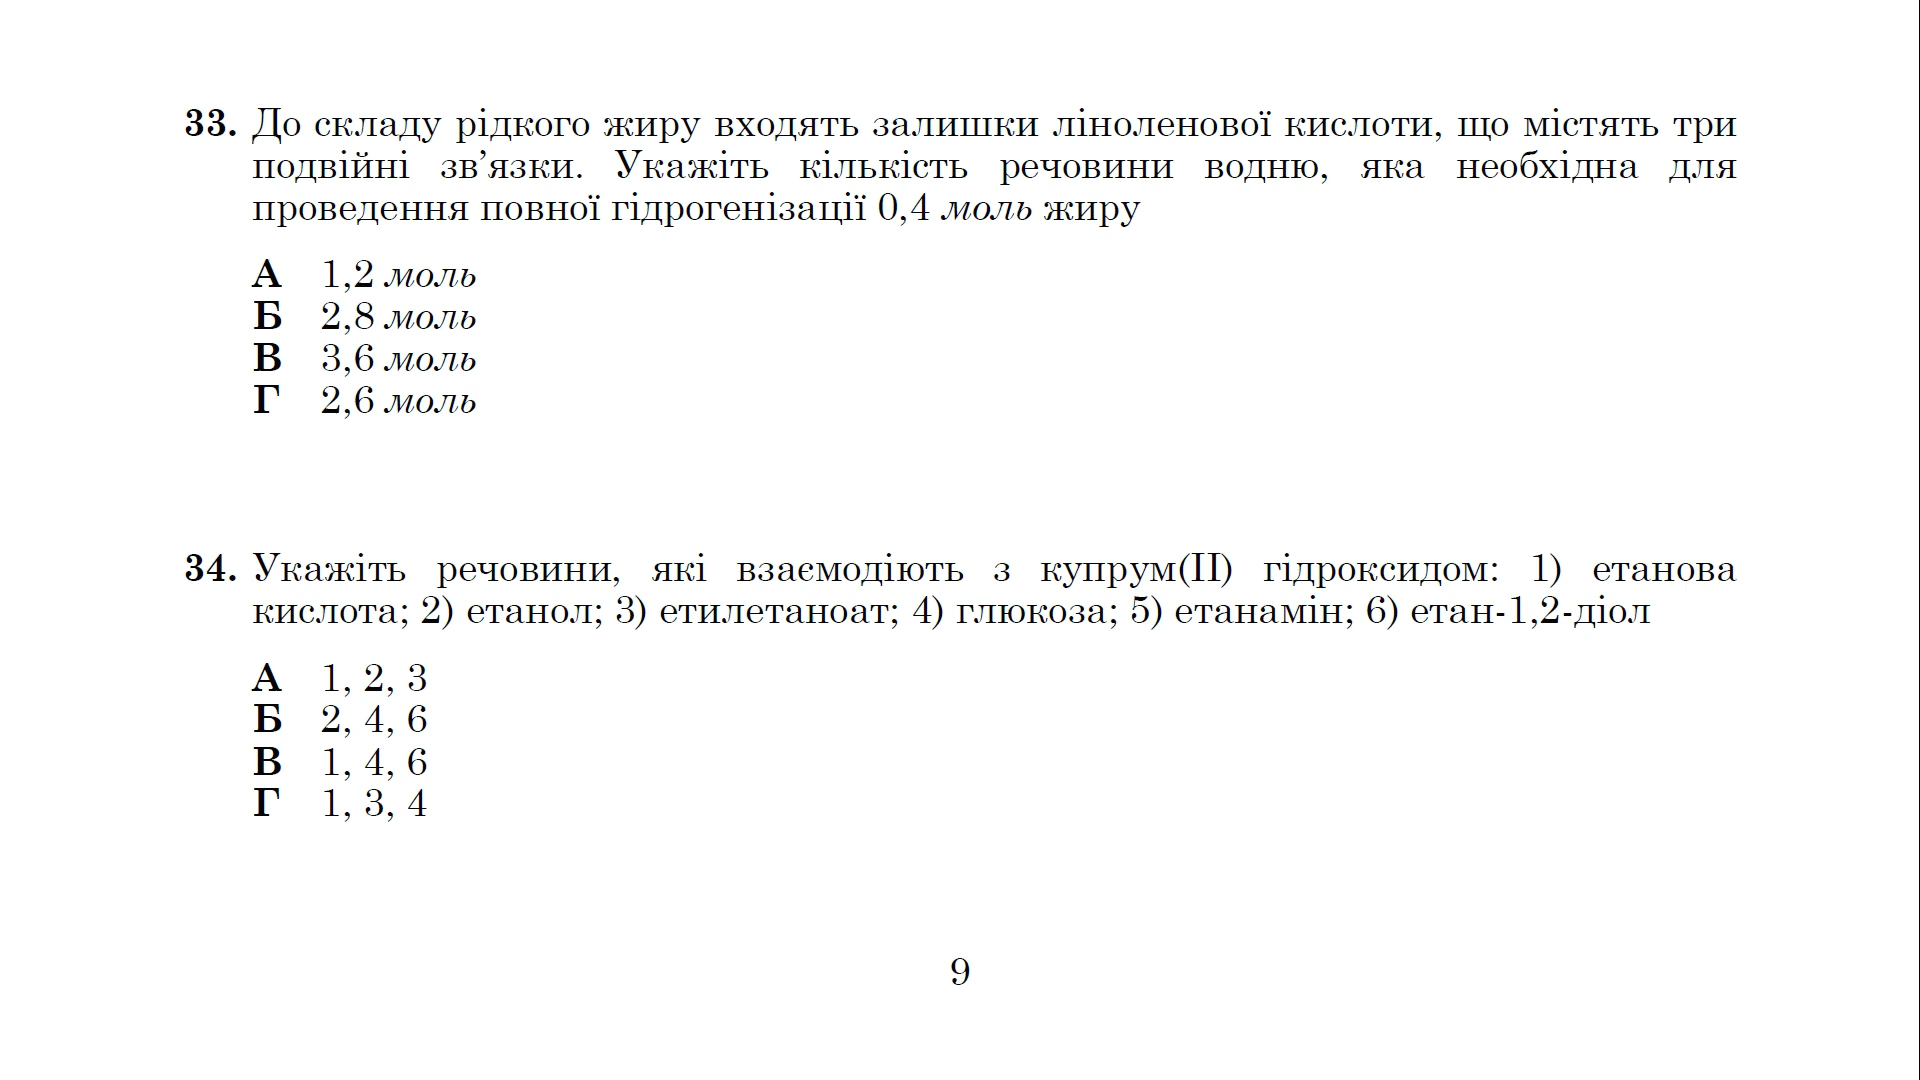 33. До складу рідкого жиру входять залишки ліноленової кислоти, що містять три
подвійні зв’язки. Укажіть кількість речовини водню, яка необхідна для
проведення повної гідрогенізації 0,4 моль жиру
А 1,2 моль
Б 2,8 моль
В 3,6 моль
Г 2,6 моль
34. Укажіть речовини, які взаємодіють з купрум(II) гідроксидом: 1) етанова
кислота; 2) етанол; 3) етилетаноат; 4) глюкоза; 5) етанамін; 6) етан-1,2-діол
А 1, 2, 3
Б 2, 4, 6
В 1, 4, 6
Г 1, 3, 4
9